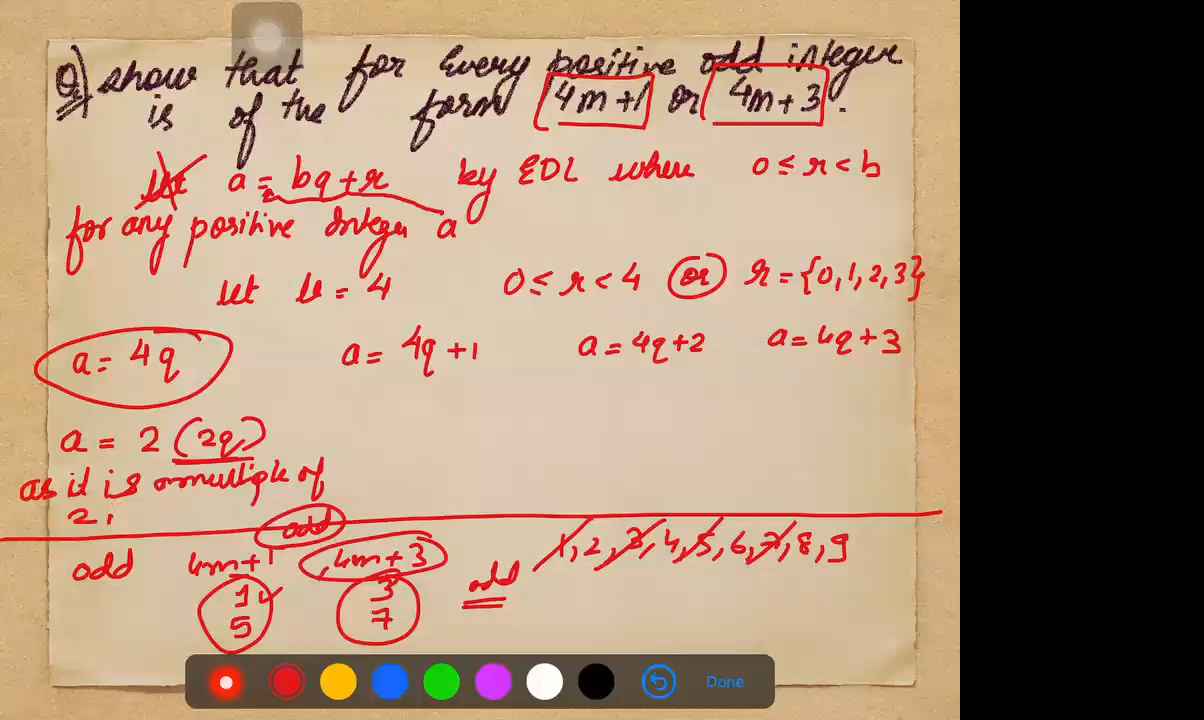 Q) show that for every positive odd integer
is of the form 4m+1 or 4m+3.
let a = bq+r by EDL where 0 ≤ r < b
for any positive Integer a
let b = 4 0 ≤ r < 4 or r = {0,1,2,3}
a = 4q a = 4q+1 a = 4q+2 a = 4q+3
a = 2 (2q)
as it is multiple of
2.
odd
odd 4m+1 4m+3 odd 1,2,3,4,5,6,7,8,9
1 3
5 7
Done